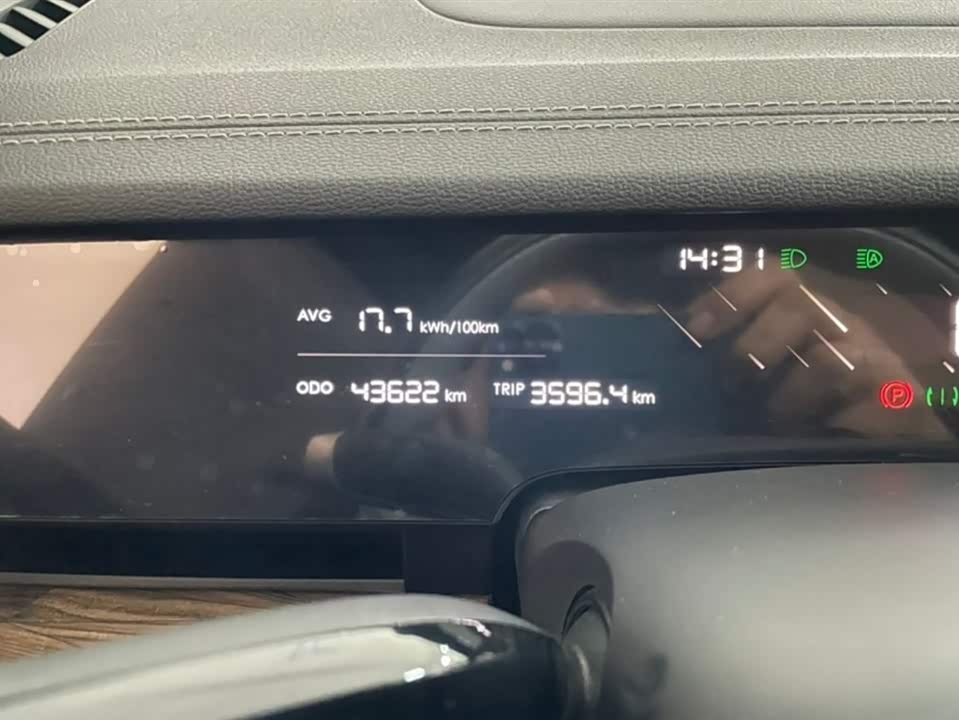 14:31
AVG 17.7 kWh/100km
ODO 43622 km TRIP 3596.4 km